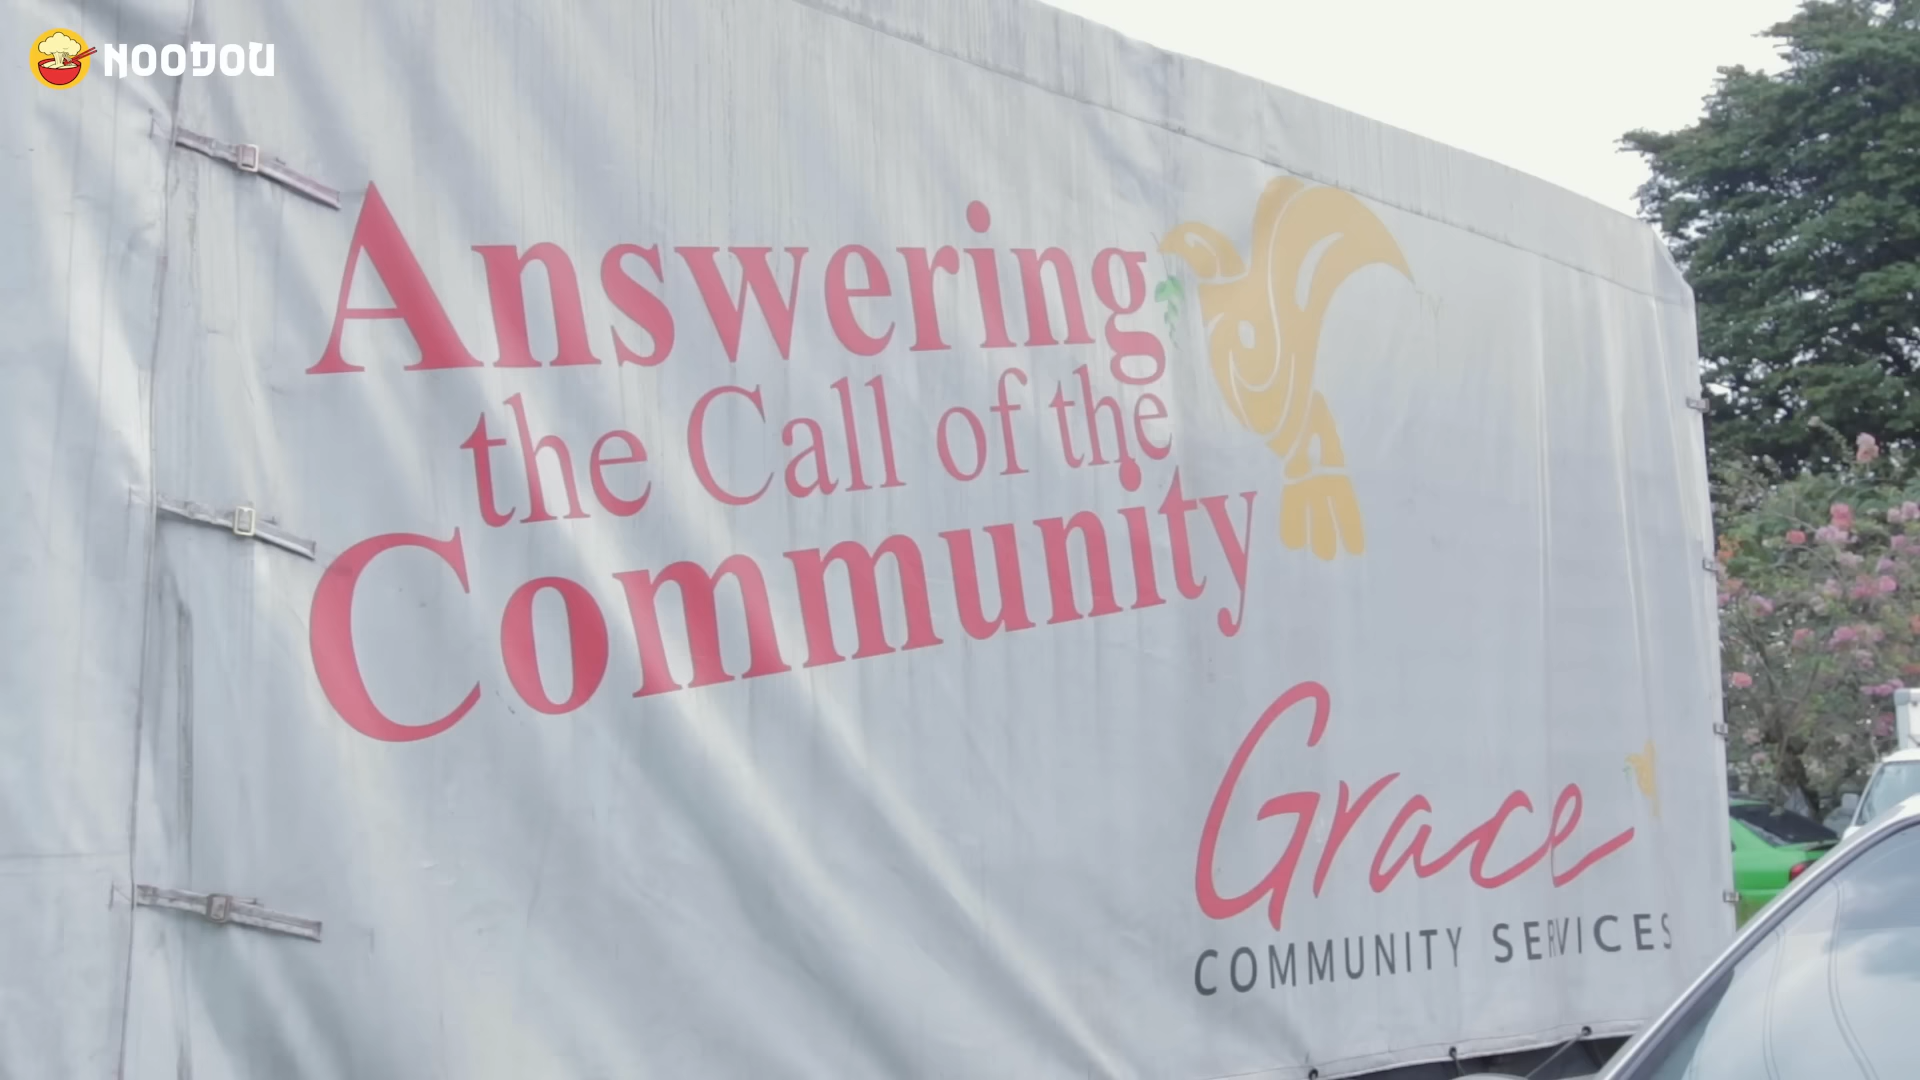 NOODOU
Answering
the Call of the
Community
Grace
COMMUNITY SERVICES